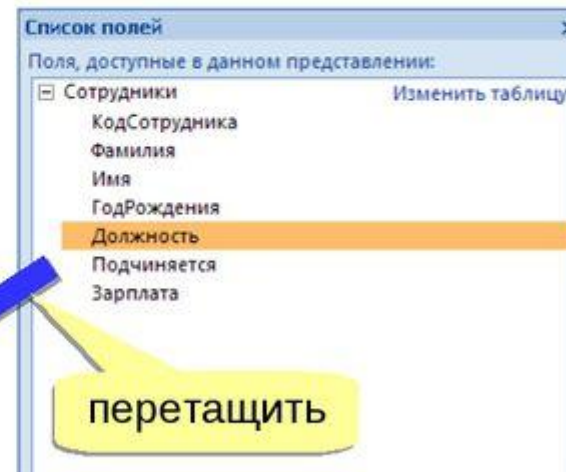 Список полей
Поля, доступные в данном представлении:
Сотрудники Изменить таблицу
КодСотрудника
Фамилия
Имя
ГодРождения
Должность
Подчиняется
Зарплата
перетащить